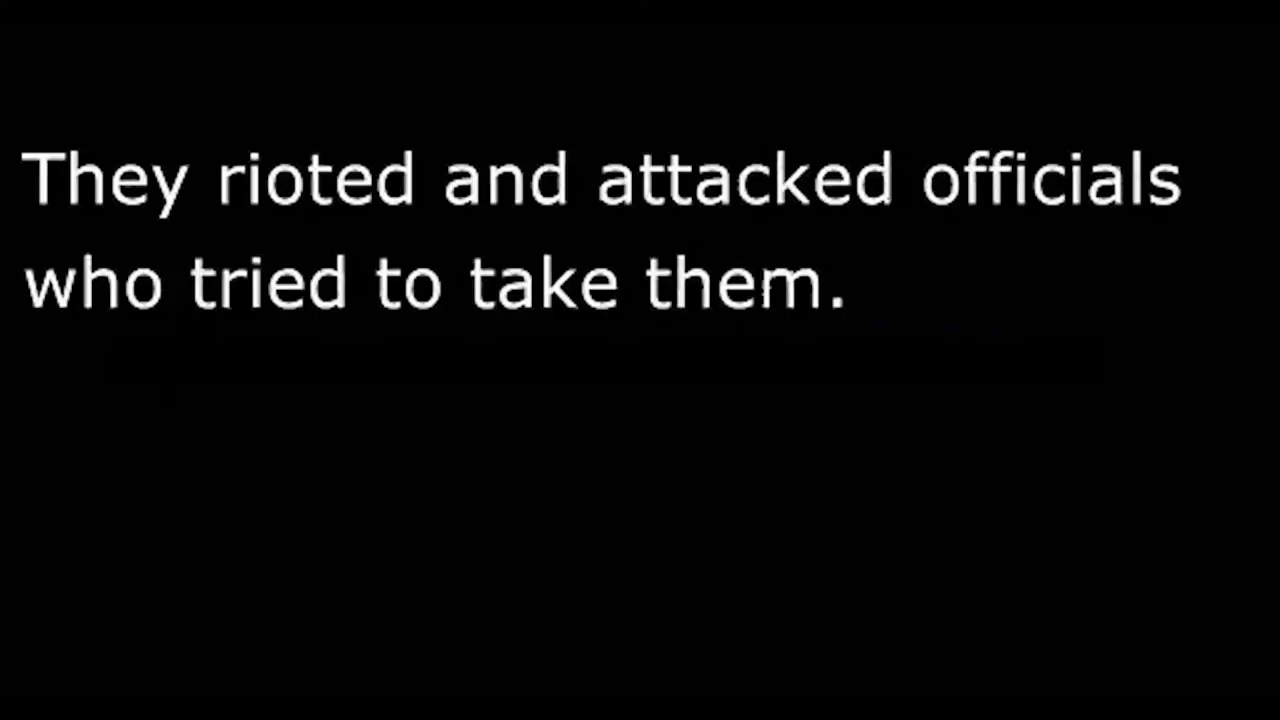 They rioted and attacked officials
who tried to take them.